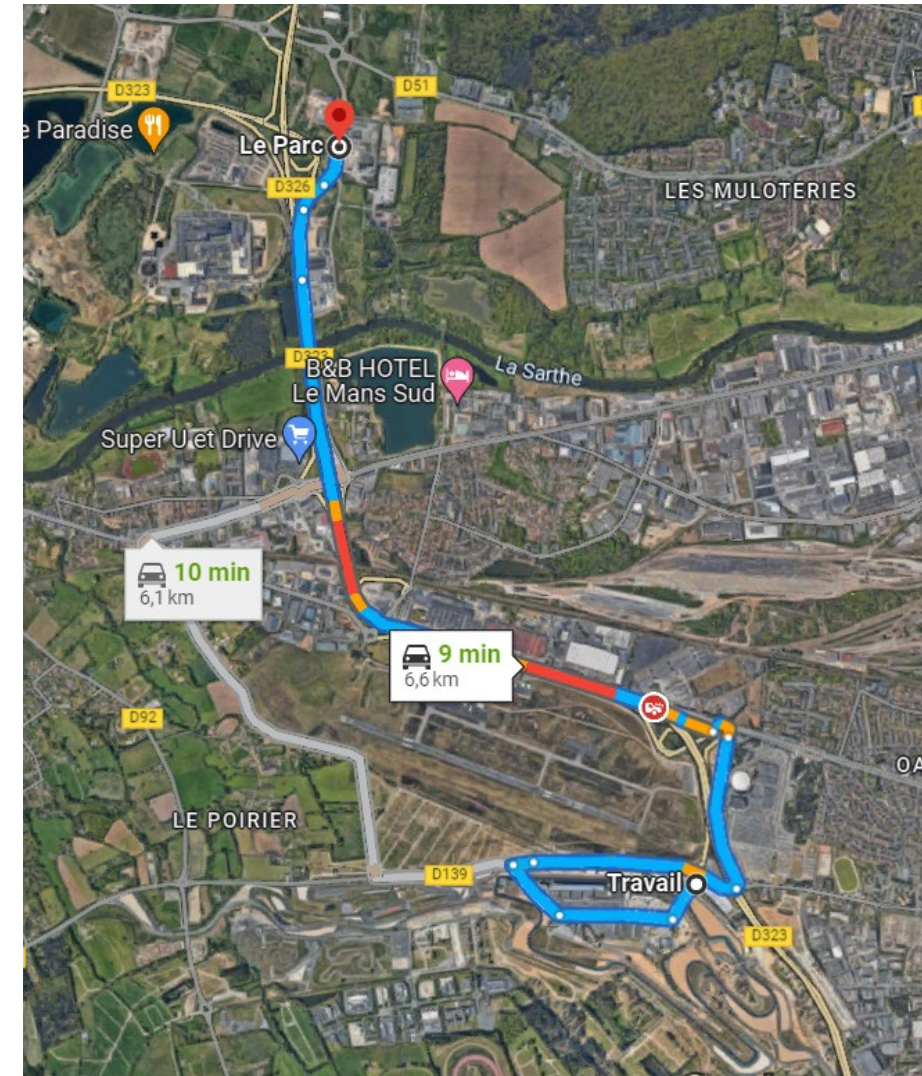 D323
D51
e Paradise
Le Parc
D326
LES MULOTERIES
D323
B&B HOTEL
Le Mans Sud
La Sarthe
Super U et Drive
10 min
6,1 km
9 min
6,6 km
D92
OA
LE POIRIER
D139
Travail
D323